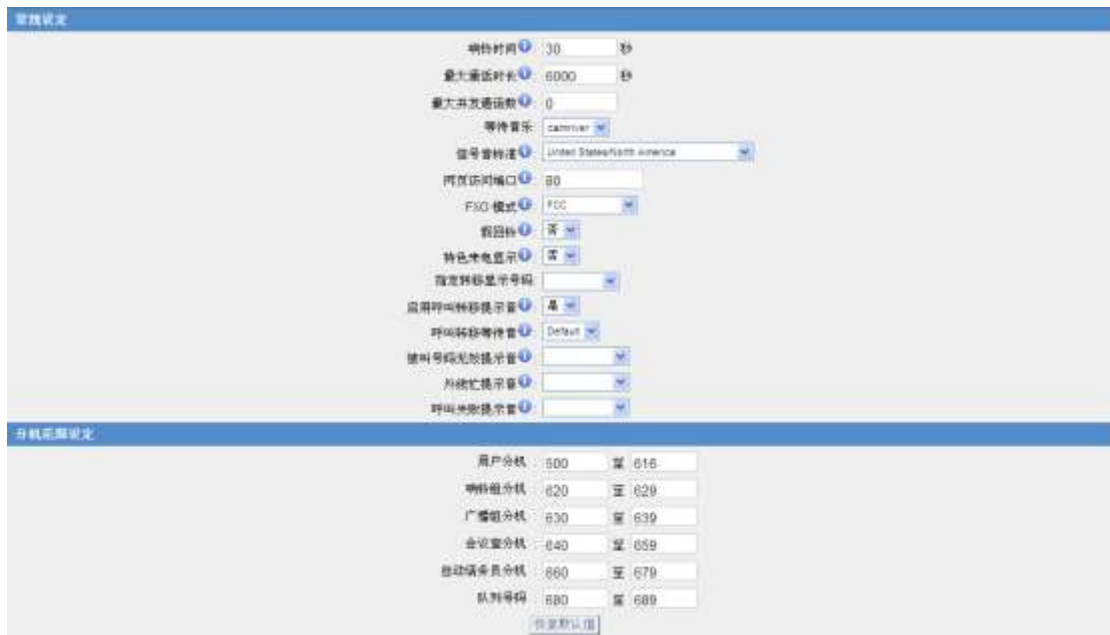 常规设定
响铃时间 30 秒
最大通话时长 6000 秒
最大并发通话数 0
等待音乐 calmriver
信号音标准 United States/North America
网页访问端口 80
FXO 模式 FCC
假回铃 否
特色来电显示 否
指定转移显示号码
启用呼叫转移提示音 是
呼叫转移等待音 Default
被叫号码无效提示音
外线忙提示音
呼叫失败提示音
分机范围设定
用户分机 : 500 至 616
响铃组分机 : 620 至 629
广播组分机 : 630 至 639
会议室分机 : 640 至 659
自动话务员分机 : 660 至 679
队列号码 : 680 至 689
恢复默认值